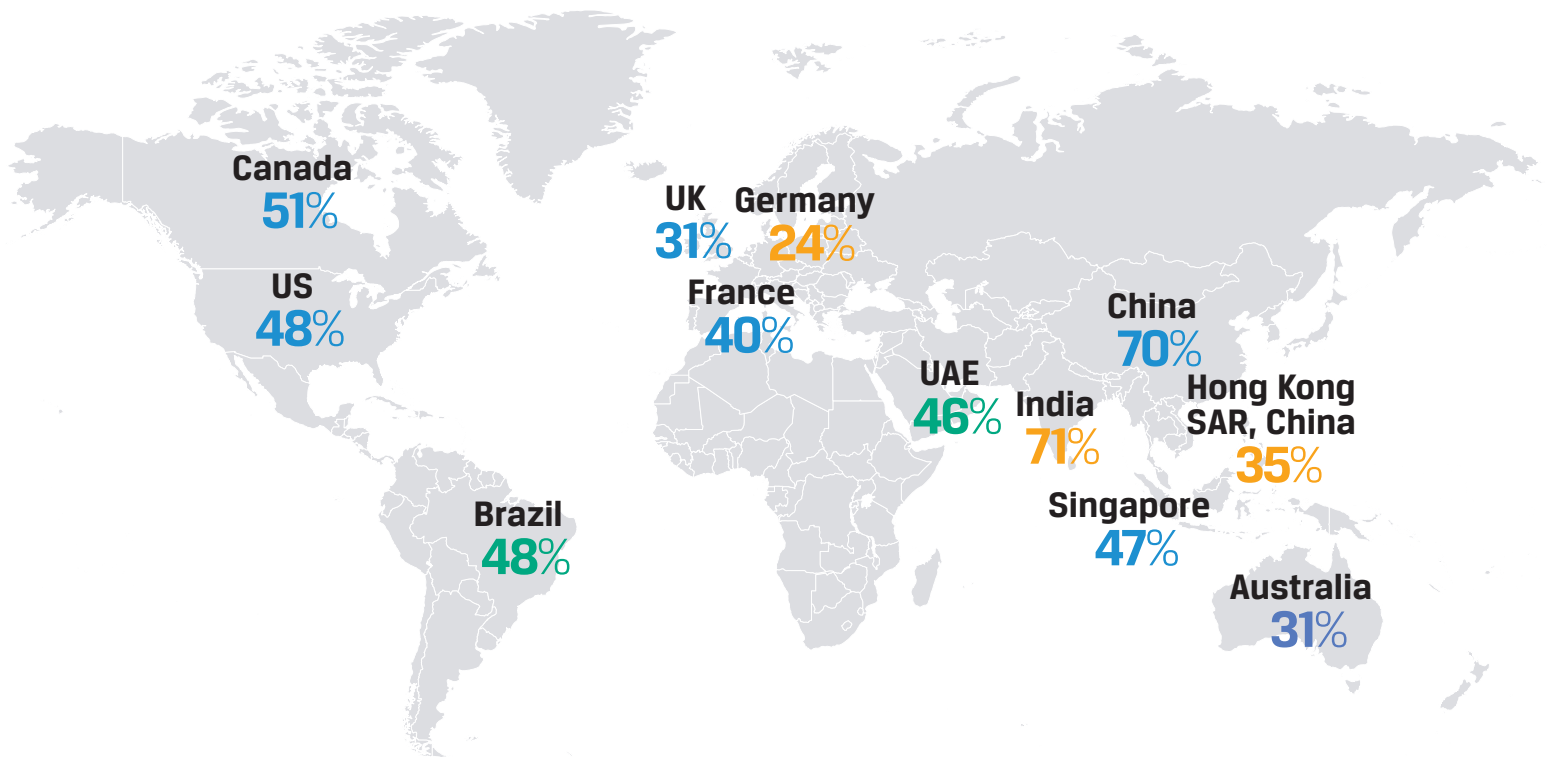 Canada
51%
UK
31%
Germany
24%
US
48%
France
40%
China
70%
UAE
46%
India
71%
Hong Kong
SAR, China
35%
Brazil
48%
Singapore
47%
Australia
31%